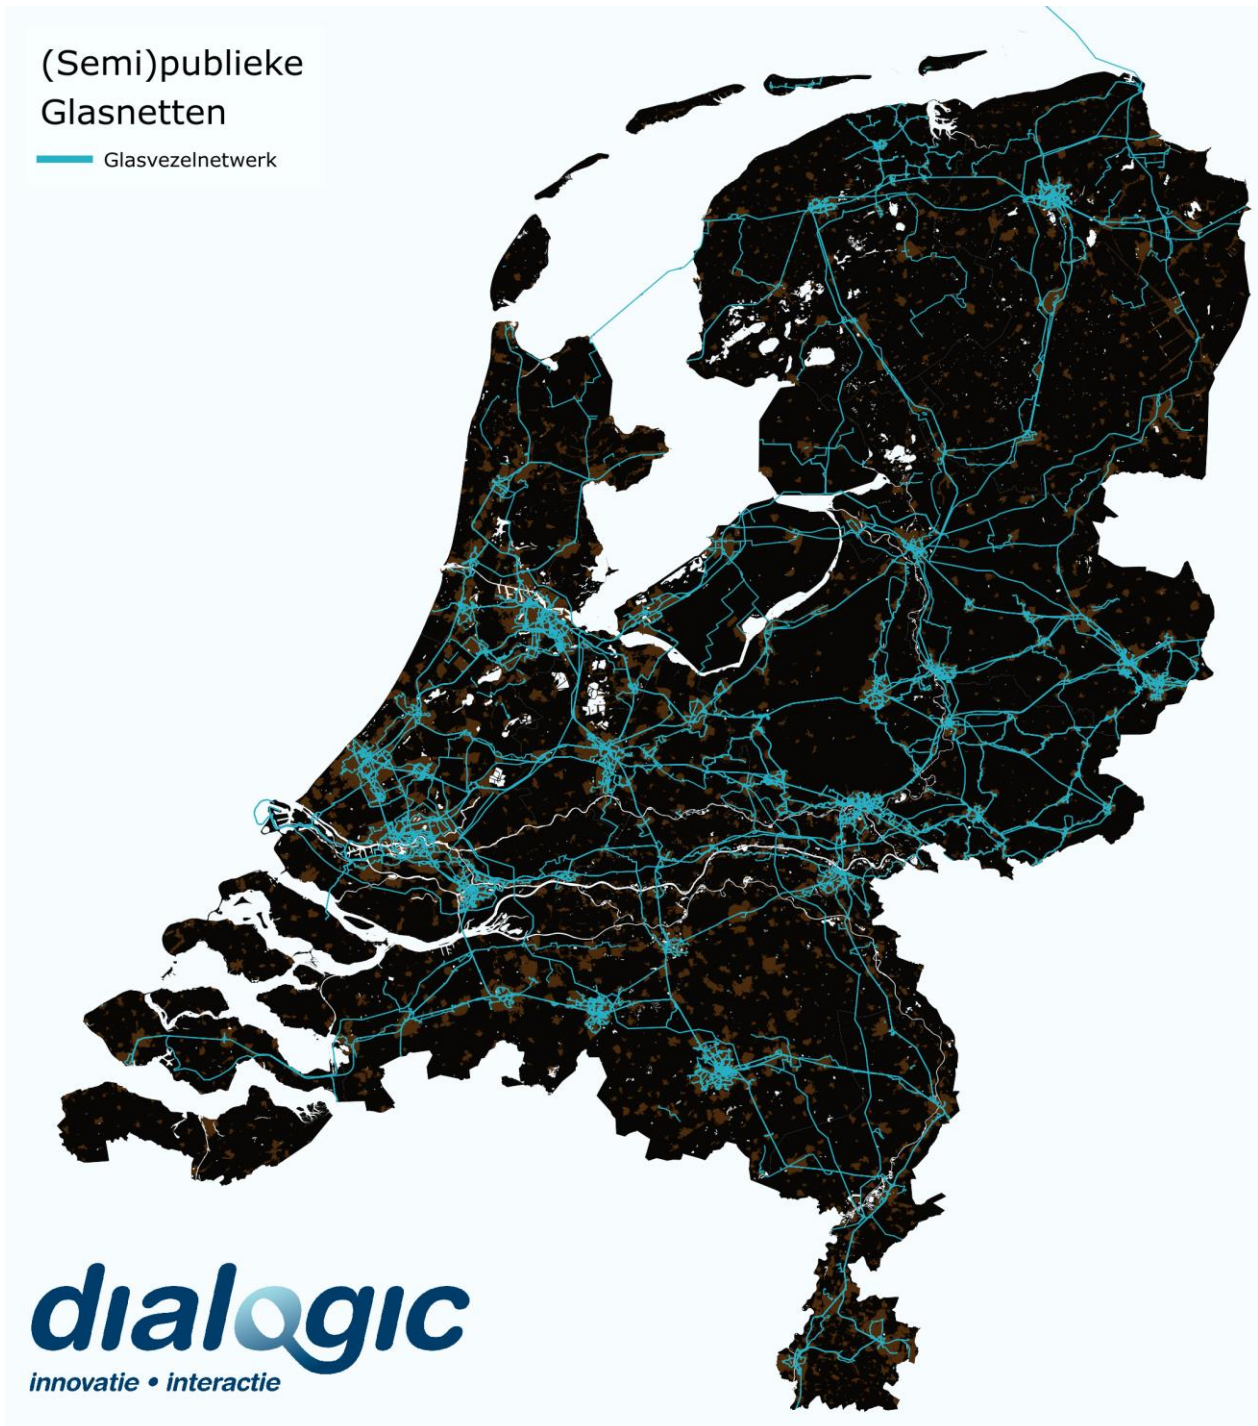 (Semi)publieke
Glasnetten
Glasvezelnetwerk
dialogic
innovatie • interactie